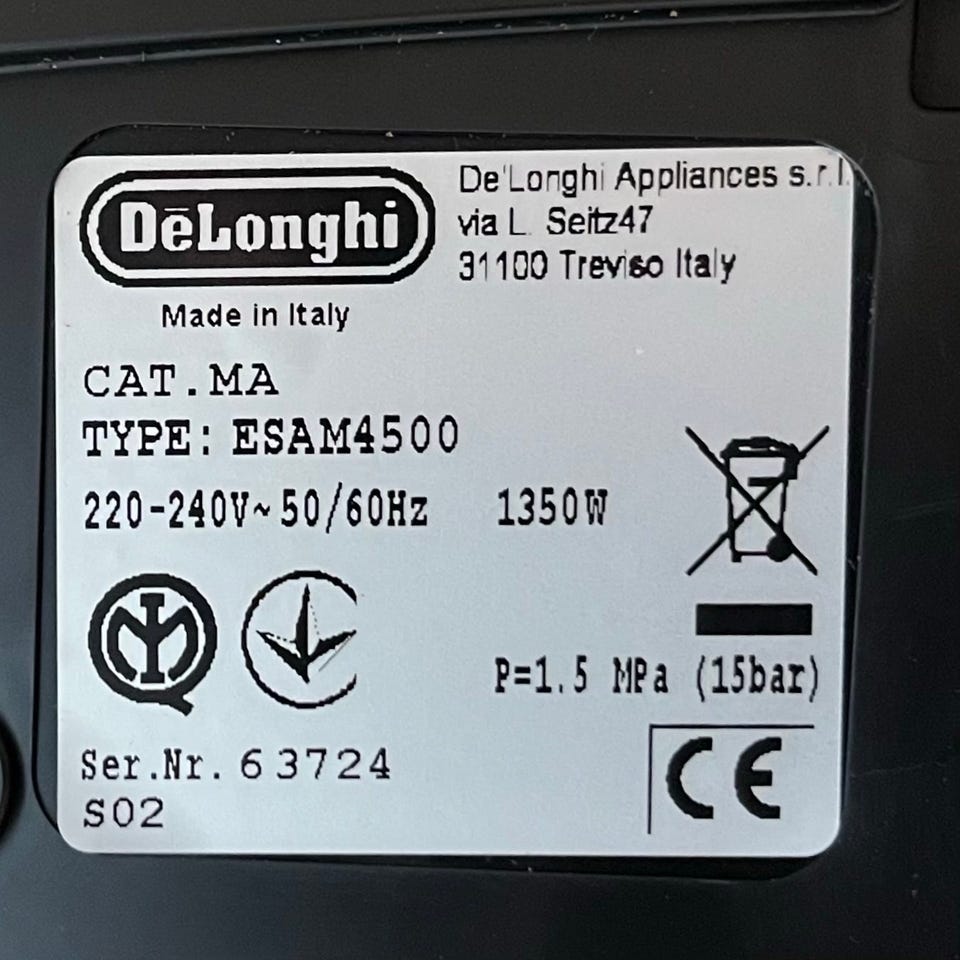 DēLonghi
De'Longhi Appliances s.r.l.
via L. Seitz47
31100 Treviso Italy
Made in Italy
CAT.MA
TYPE: ESAM4500
220-240V~50/60Hz 1350W
P=1.5 MPa (15bar)
Ser.Nr. 63724
S02
CE